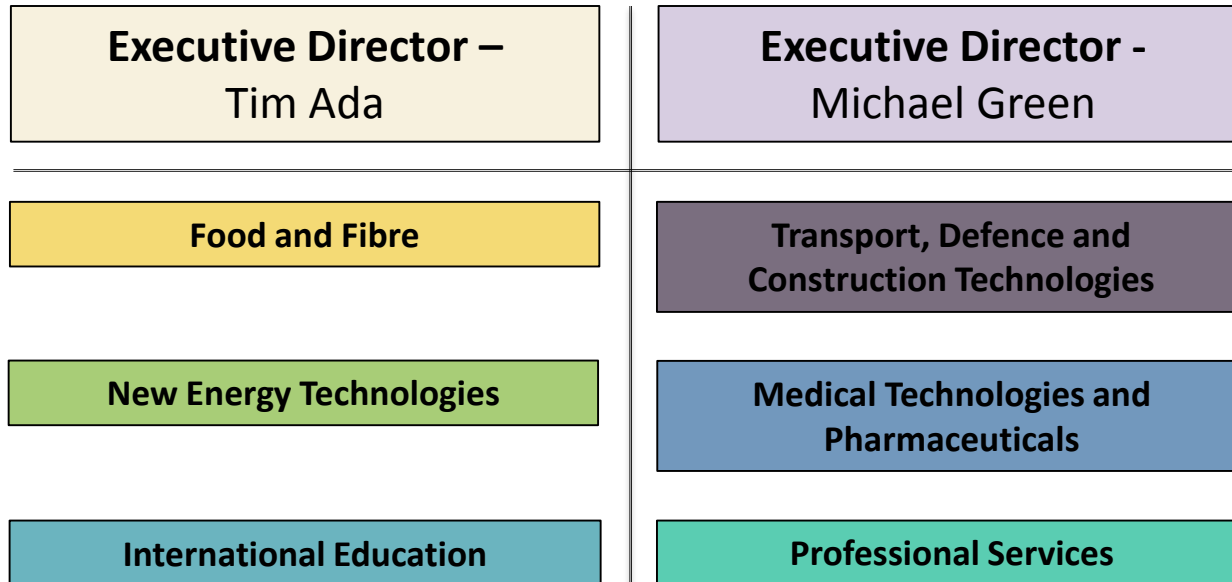 Executive Director –
Tim Ada
Executive Director -
Michael Green
Food and Fibre
Transport, Defence and
Construction Technologies
New Energy Technologies
Medical Technologies and
Pharmaceuticals
International Education
Professional Services